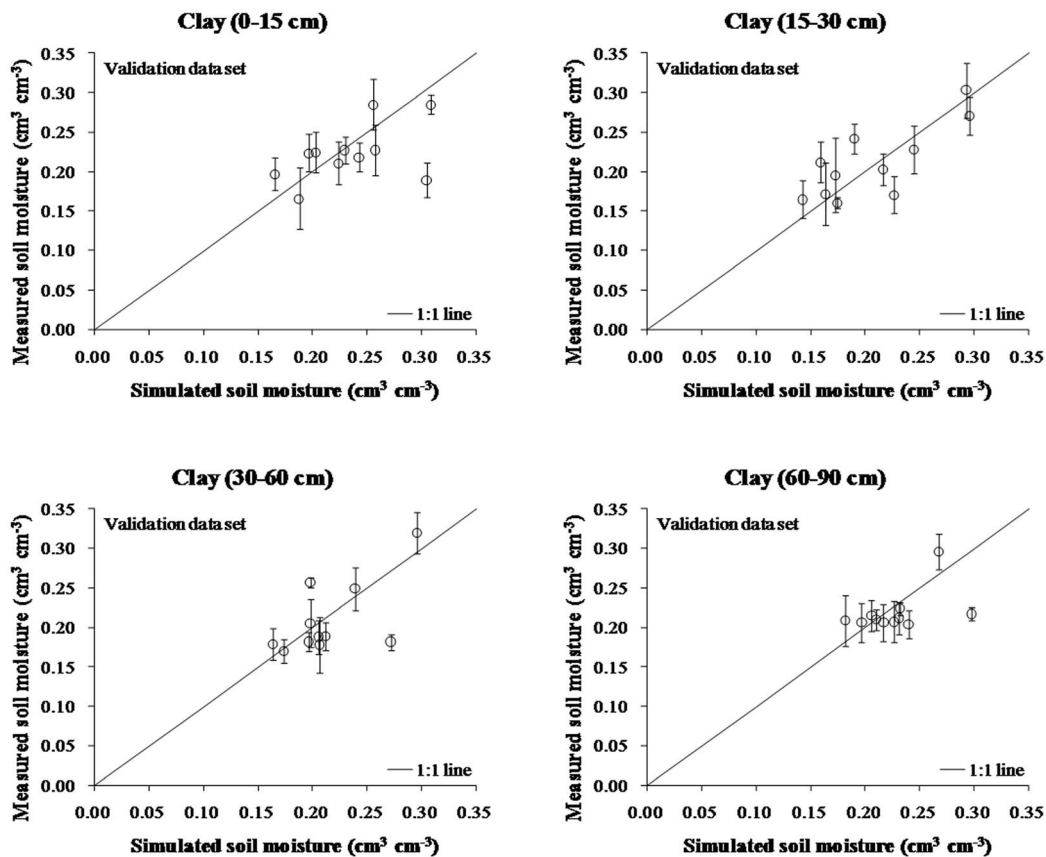 Clay (0-15 cm)
Measured soil moisture (cm³ cm⁻³)
0.35
0.30
0.25
0.20
0.15
0.10
0.05
0.00
Validation data set
1:1 line
0.00 0.05 0.10 0.15 0.20 0.25 0.30 0.35
Simulated soil moisture (cm³ cm⁻³)
Clay (15-30 cm)
Measured soil moisture (cm³ cm⁻³)
0.35
0.30
0.25
0.20
0.15
0.10
0.05
0.00
Validation data set
1:1 line
0.00 0.05 0.10 0.15 0.20 0.25 0.30 0.35
Simulated soil moisture (cm³ cm⁻³)
Clay (30-60 cm)
Measured soil moisture (cm³ cm⁻³)
0.35
0.30
0.25
0.20
0.15
0.10
0.05
0.00
Validation data set
1:1 line
0.00 0.05 0.10 0.15 0.20 0.25 0.30 0.35
Simulated soil moisture (cm³ cm⁻³)
Clay (60-90 cm)
Measured soil moisture (cm³ cm⁻³)
0.35
0.30
0.25
0.20
0.15
0.10
0.05
0.00
Validation data set
1:1 line
0.00 0.05 0.10 0.15 0.20 0.25 0.30 0.35
Simulated soil moisture (cm³ cm⁻³)